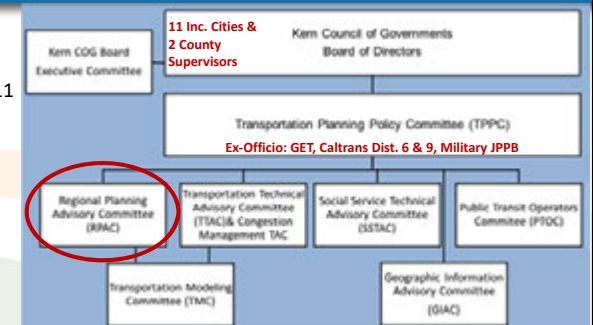 11 Inc. Cities &
2 County
Supervisors
Kern Council of Governments
Board of Directors
Kern COG Board
Executive Committee
11
Transportation Planning Policy Committee (TPPC)
Ex-Officio: GET, Caltrans Dist. 6 & 9, Military JPPB
Regional Planning
Advisory Committee
(RPAC)
Transportation Technical
Advisory Committee
(TTAC)& Congestion
Management TAC
Social Service Technical
Advisory Committee
(SSTAC)
Public Transit Operators
Commitee (PTOC)
Transportation Modeling
Committee (TMC)
Geographic Information
Advisory Committee
(GIAC)